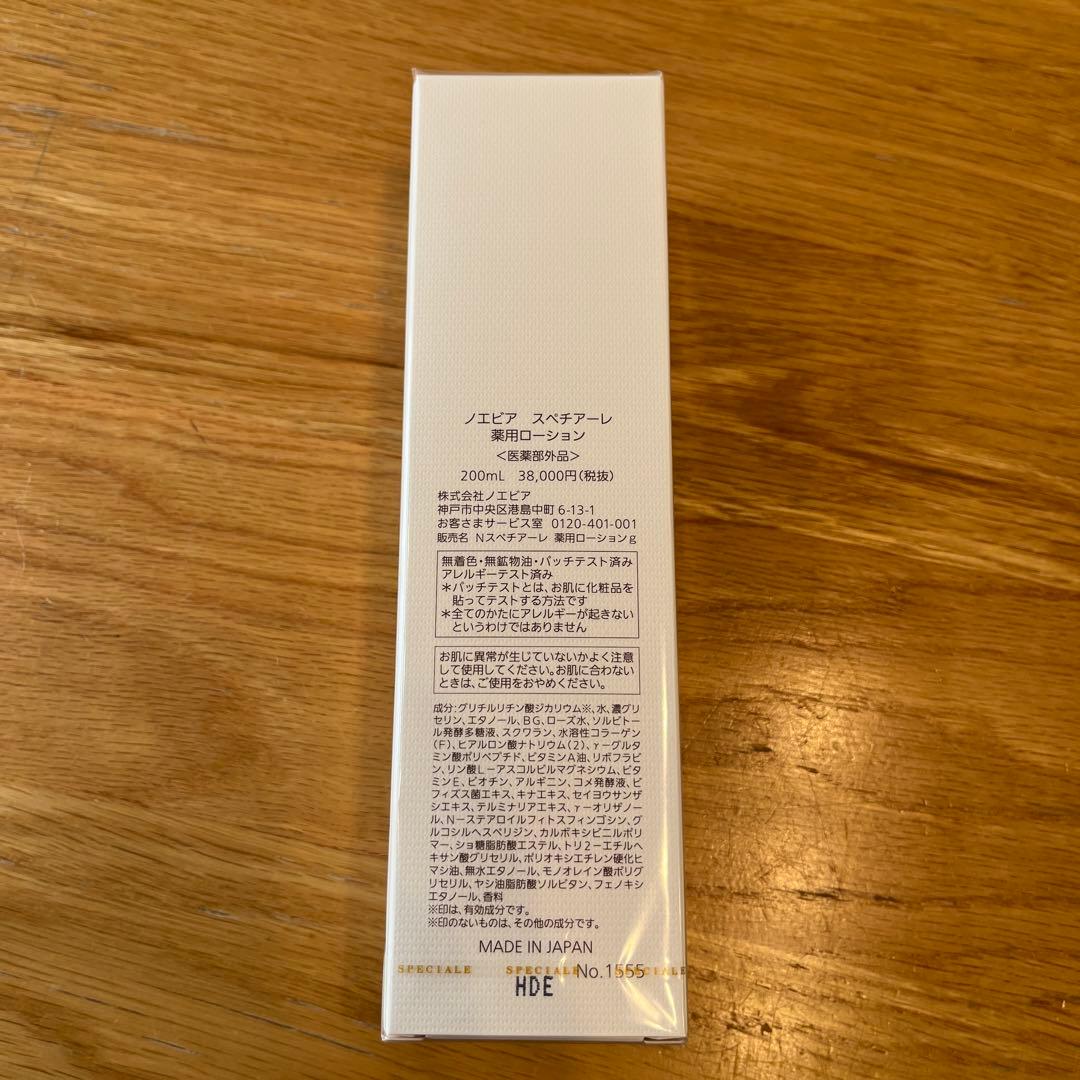 ノエビア　スペチアーレ
薬用ローション
＜医薬部外品＞
200mL　38,000円(税抜)
株式会社ノエビア
神戸市中央区港島中町6-13-1
お客さまサービス室 0120-401-001
販売名 Ｎスペチアーレ 薬用ローションｇ
無着色・無鉱物油・パッチテスト済み
アレルギーテスト済み
＊パッチテストとは、お肌に化粧品を
貼ってテストする方法です
＊全てのかたにアレルギーが起きない
というわけではありません
お肌に異常が生じていないかよく注意
して使用してください。お肌に合わない
ときは、ご使用をおやめください。
成分：グリチルリチン酸ジカリウム※、水、濃グリ
セリン、エタノール、ＢＧ、ローズ水、ソルビトー
ル発酵多糖液、スクワラン、水溶性コラーゲン
（Ｆ）、ヒアルロン酸ナトリウム（２）、γーグルタ
ミン酸ポリペプチド、ビタミンＡ油、リボフラビ
ン、リン酸Ｌ－アスコルビルマグネシウム、ビタ
ミンＥ、ビオチン、アルギニン、コメ発酵液、ビ
フィズス菌エキス、キナエキス、セイヨウサンザ
シエキス、テルミナリアエキス、γーオリザノー
ル、Ｎ－ステアロイルフィトスフィンゴシン、グ
ルコシルヘスペリジン、カルボキシビニルポリ
マー、ショ糖脂肪酸エステル、トリ２－エチルヘ
キサン酸グリセリル、ポリオキシエチレン硬化ヒ
マシ油、無水エタノール、モノオレイン酸ポリグ
リセリル、ヤシ油脂肪酸ソルビタン、フェノキシ
エタノール、香料
※印は、有効成分です。
※印のないものは、その他の成分です。
MADE IN JAPAN
SPECIALE SPECIALE No.1555 SPECIALE
HDE